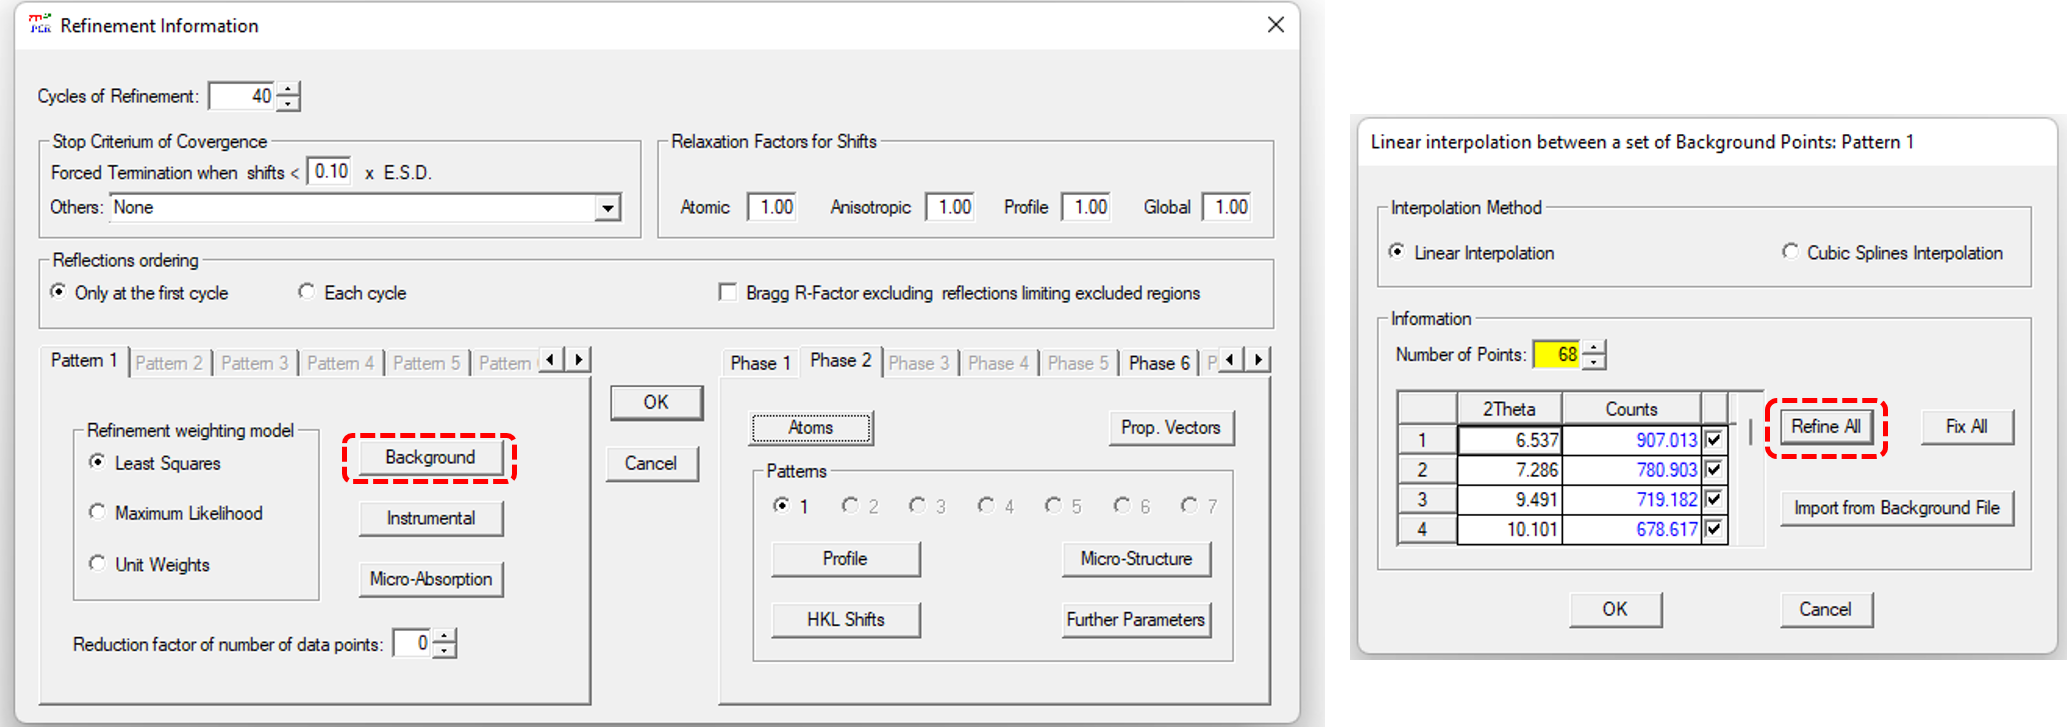 Refinement Information
Cycles of Refinement: 40
Stop Criterium of Covergence
Forced Termination when shifts < 0.10 x E.S.D.
Others: None
Relaxation Factors for Shifts
Atomic 1.00 Anisotropic 1.00 Profile 1.00 Global 1.00
Reflections ordering
Only at the first cycle Each cycle Bragg R-Factor excluding reflections limiting excluded regions
Pattern 1 Pattern 2 Pattern 3 Pattern 4 Pattern 5 Pattern
Refinement weighting model
Least Squares
Maximum Likelihood
Unit Weights
Background
Instrumental
Micro-Absorption
Reduction factor of number of data points: 0
OK
Cancel
Phase 1 Phase 2 Phase 3 Phase 4 Phase 5 Phase 6 P
Atoms Prop. Vectors
Patterns
1 2 3 4 5 6 7
Profile Micro-Structure
HKL Shifts Further Parameters
Linear interpolation between a set of Background Points: Pattern 1
Interpolation Method
Linear Interpolation Cubic Splines Interpolation
Information
Number of Points: 68
2Theta Counts
1 6.537 907.013
2 7.286 780.903
3 9.491 719.182
4 10.101 678.617
Refine All Fix All
Import from Background File
OK Cancel